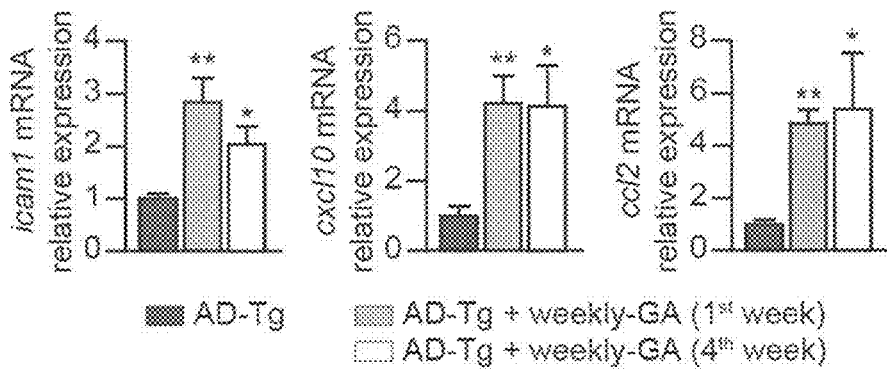 icam1 mRNA
relative expression
4
3
2
1
0
**
*
cxcl10 mRNA
relative expression
6
4
2
0
**
*
ccl2 mRNA
relative expression
8
6
4
2
0
**
*
AD-Tg
AD-Tg + weekly-GA (1st week)
AD-Tg + weekly-GA (4th week)